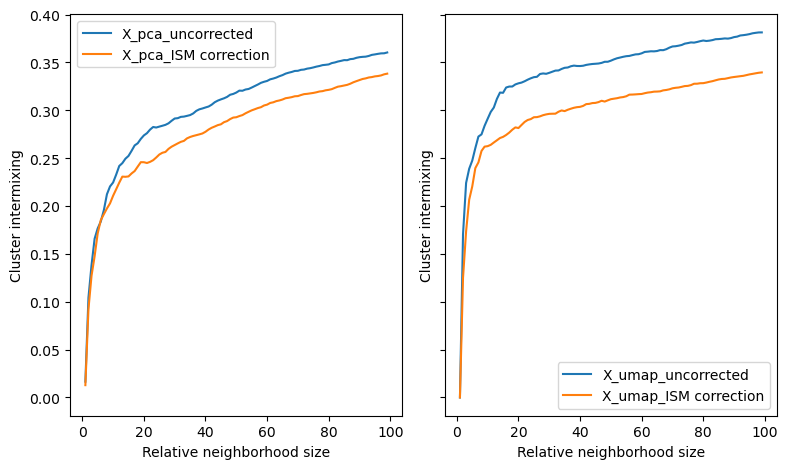 X_pca_uncorrected
X_pca_ISM correction
0.40
0.35
0.30
0.25
0.20
0.15
0.10
0.05
0.00
Cluster intermixing
0 20 40 60 80 100
Relative neighborhood size
Cluster intermixing
X_umap_uncorrected
X_umap_ISM correction
0 20 40 60 80 100
Relative neighborhood size